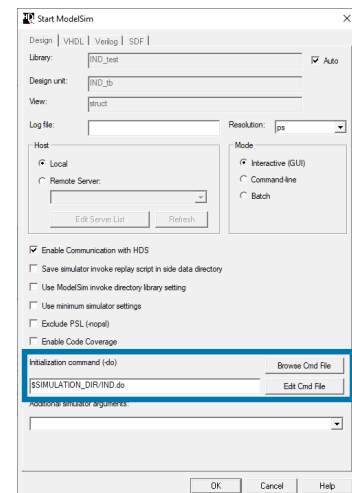 Start ModelSim
Design VHDL Verilog SDF
Library: IND_test Auto
Design unit: IND_tb
View: struct
Log file: Resolution: ps
Host Mode
Local Interactive (GUI)
Remote Server: Command-line
Batch
Edit Server List Refresh
Enable Communication with HDS
Save simulator invoke replay script in side data directory
Use ModelSim invoke directory library setting
Use minimum simulator settings
Exclude PSL (-nopsl)
Enable Code Coverage
Initialization command (-do) Browse Cmd File
$SIMULATION_DIR/IND.do Edit Cmd File
Additional simulator arguments:
OK Cancel Help